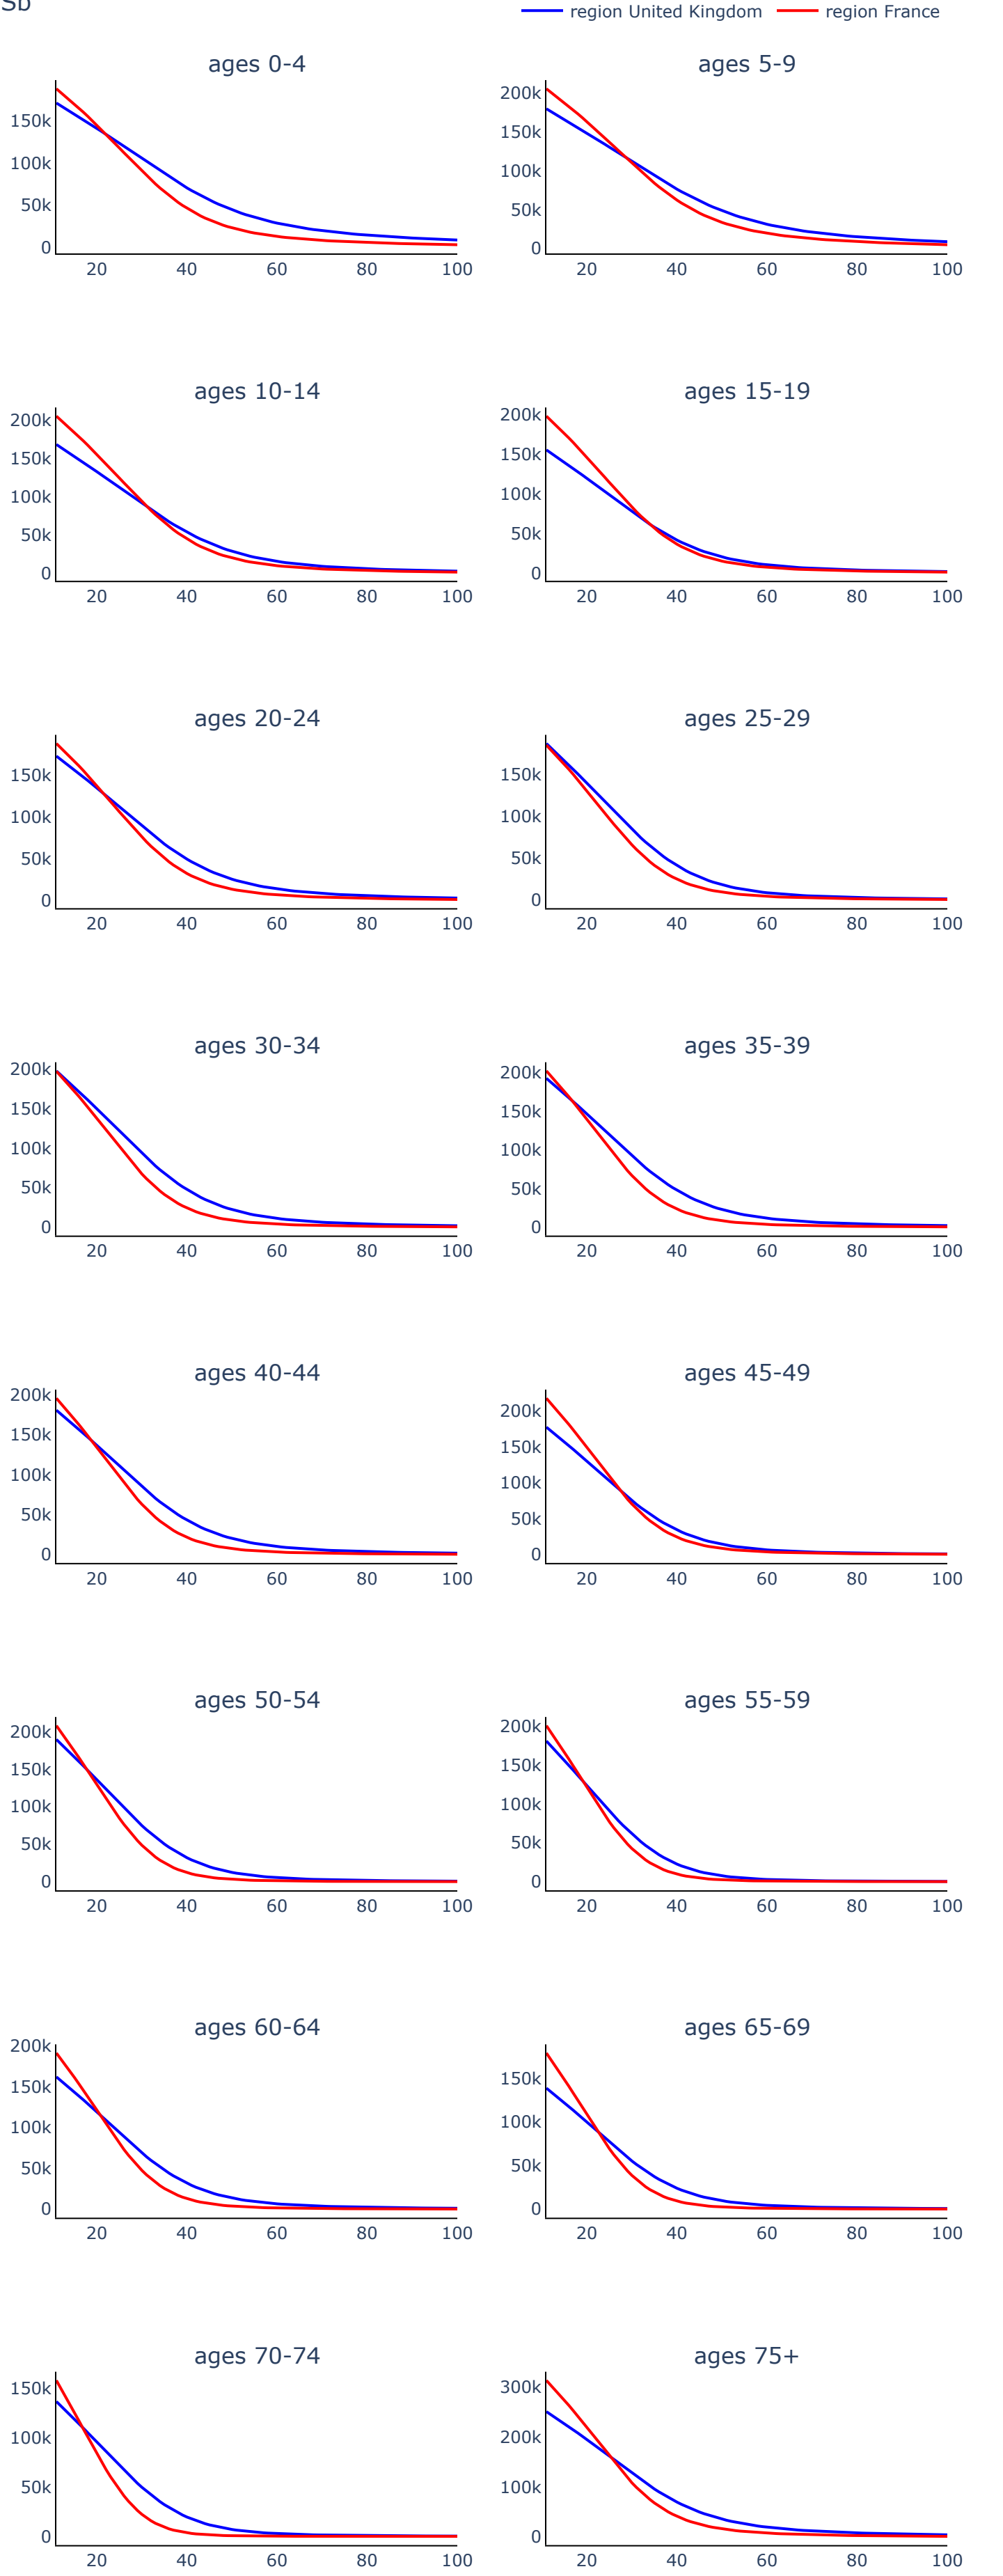 Sb
region United Kingdom region France
ages 0-4 ages 5-9
150k
100k
50k
0
20 40 60 80 100
200k
150k
100k
50k
0
20 40 60 80 100
ages 10-14 ages 15-19
200k
150k
100k
50k
0
20 40 60 80 100
200k
150k
100k
50k
0
20 40 60 80 100
ages 20-24 ages 25-29
150k
100k
50k
0
20 40 60 80 100
150k
100k
50k
0
20 40 60 80 100
ages 30-34 ages 35-39
200k
150k
100k
50k
0
20 40 60 80 100
200k
150k
100k
50k
0
20 40 60 80 100
ages 40-44 ages 45-49
200k
150k
100k
50k
0
20 40 60 80 100
200k
150k
100k
50k
0
20 40 60 80 100
ages 50-54 ages 55-59
200k
150k
100k
50k
0
20 40 60 80 100
200k
150k
100k
50k
0
20 40 60 80 100
ages 60-64 ages 65-69
200k
150k
100k
50k
0
20 40 60 80 100
150k
100k
50k
0
20 40 60 80 100
ages 70-74 ages 75+
150k
100k
50k
0
20 40 60 80 100
300k
200k
100k
0
20 40 60 80 100